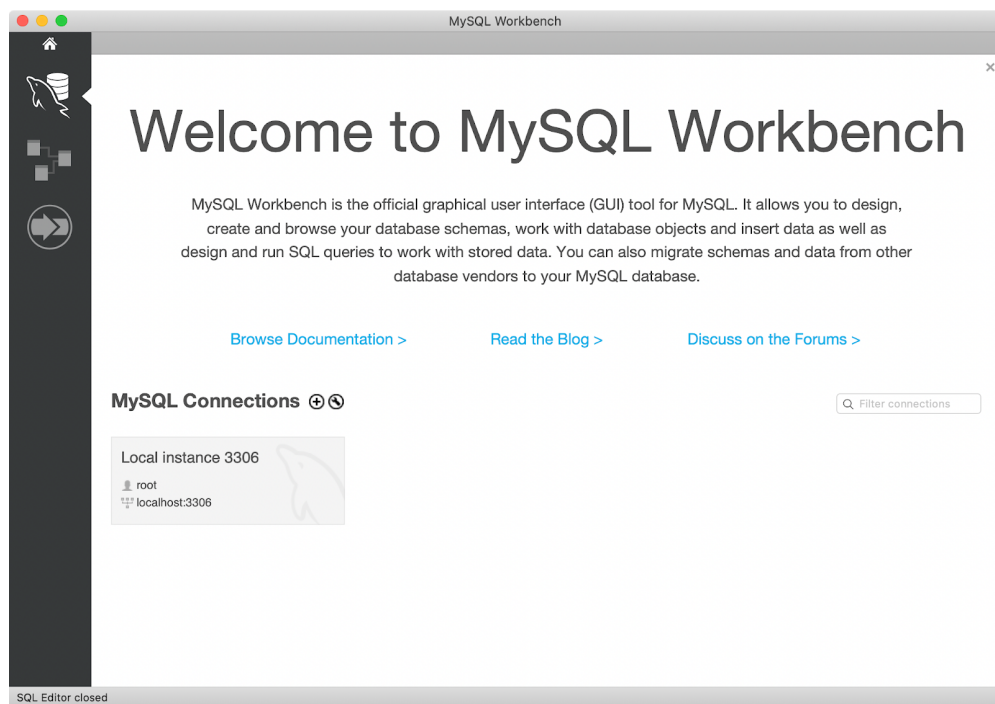 MySQL Workbench
Welcome to MySQL Workbench
MySQL Workbench is the official graphical user interface (GUI) tool for MySQL. It allows you to design,
create and browse your database schemas, work with database objects and insert data as well as
design and run SQL queries to work with stored data. You can also migrate schemas and data from other
database vendors to your MySQL database.
Browse Documentation >
Read the Blog >
Discuss on the Forums >
MySQL Connections
Filter connections
Local instance 3306
root
localhost:3306
SQL Editor closed